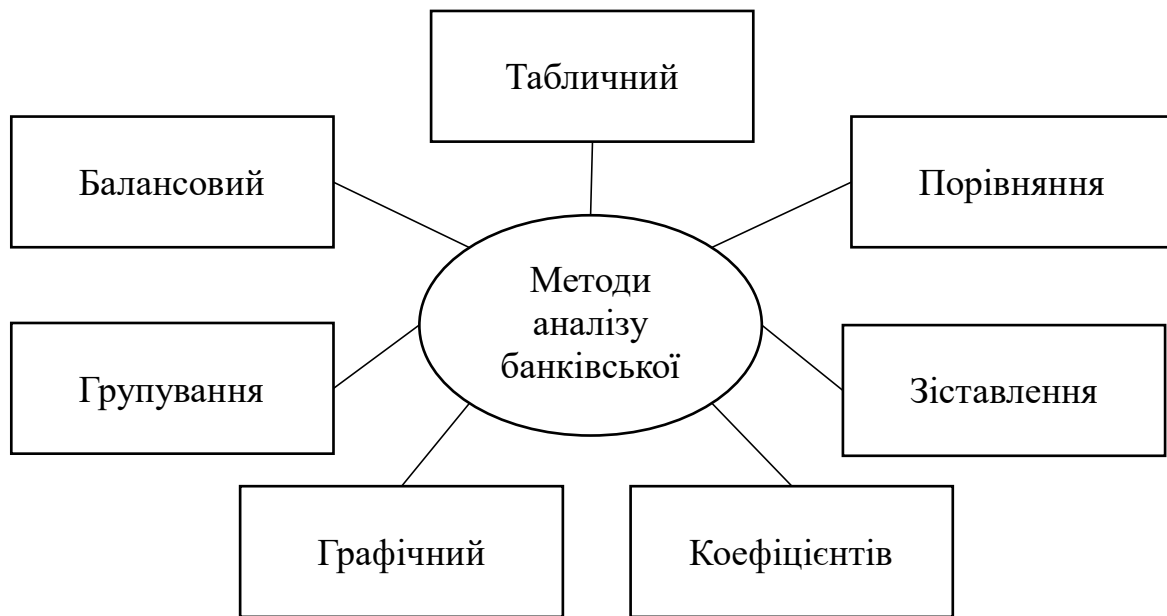 Табличний
Балансовий
Порівняння
Методи
аналізу
банківської
Групування
Зіставлення
Графічний
Коефіцієнтів